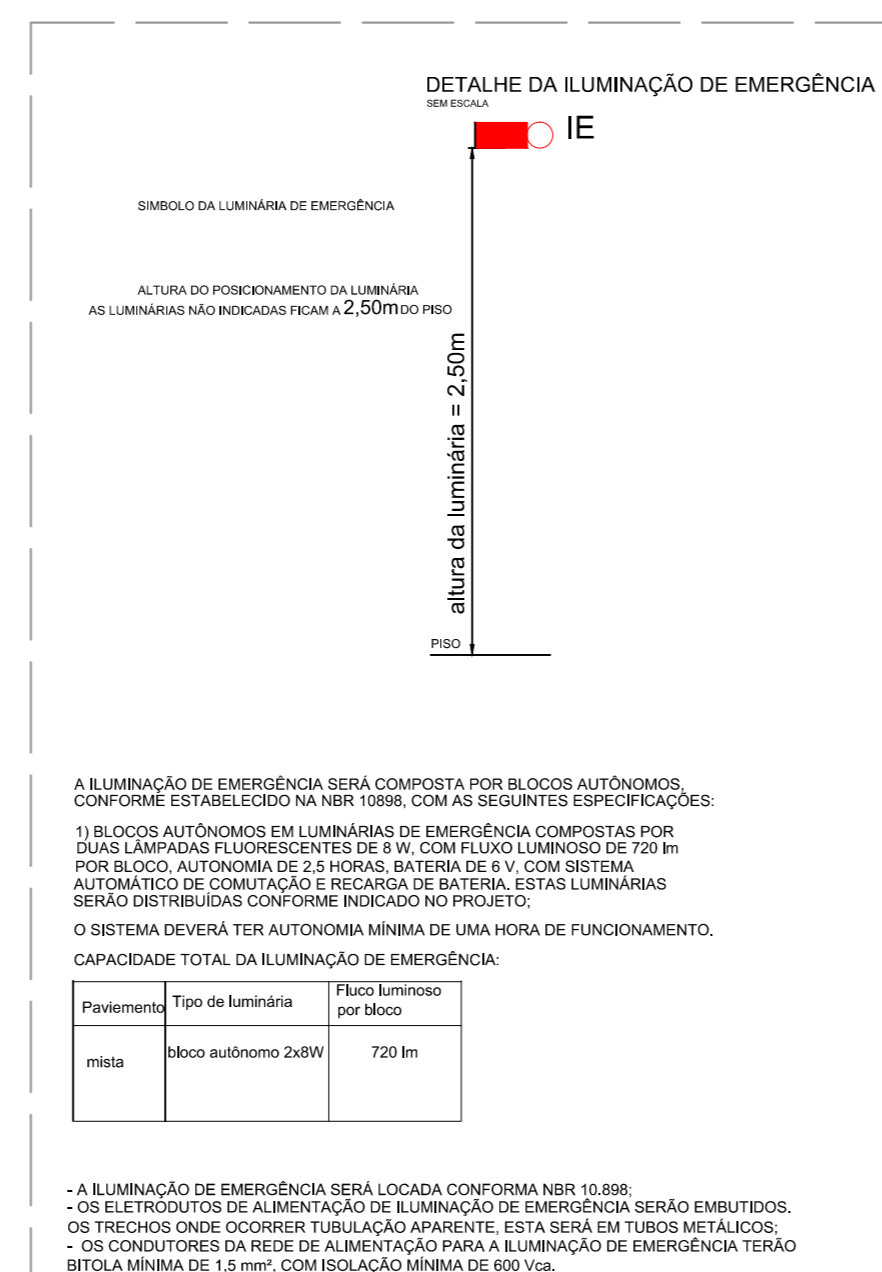 DETALHE DA ILUMINAÇÃO DE EMERGÊNCIA
SEM ESCALA
IE
SIMBOLO DA LUMINÁRIA DE EMERGÊNCIA
ALTURA DO POSICIONAMENTO DA LUMINÁRIA
AS LUMINÁRIAS NÃO INDICADAS FICAM A 2,50m DO PISO
altura da luminária = 2,50m
PISO
A ILUMINAÇÃO DE EMERGÊNCIA SERÁ COMPOSTA POR BLOCOS AUTÔNOMOS,
CONFORME ESTABELECIDO NA NBR 10898, COM AS SEGUINTES ESPECIFICAÇÕES:
1) BLOCOS AUTÔNOMOS EM LUMINÁRIAS DE EMERGÊNCIA COMPOSTAS POR
DUAS LÂMPADAS FLUORESCENTES DE 8 W, COM FLUXO LUMINOSO DE 720 lm
POR BLOCO, AUTONOMIA DE 2,5 HORAS, BATERIA DE 6 V, COM SISTEMA
AUTOMÁTICO DE COMUTAÇÃO E RECARGA DE BATERIA. ESTAS LUMINÁRIAS
SERÃO DISTRIBUÍDAS CONFORME INDICADO NO PROJETO;
O SISTEMA DEVERÁ TER AUTONOMIA MÍNIMA DE UMA HORA DE FUNCIONAMENTO.
CAPACIDADE TOTAL DA ILUMINAÇÃO DE EMERGÊNCIA:
Paviemento Tipo de luminária Fluco luminoso
por bloco
mista bloco autônomo 2x8W 720 lm
- A ILUMINAÇÃO DE EMERGÊNCIA SERÁ LOCADA CONFORMA NBR 10.898;
- OS ELETRODUTOS DE ALIMENTAÇÃO DE ILUMINAÇÃO DE EMERGÊNCIA SERÃO EMBUTIDOS.
OS TRECHOS ONDE OCORRER TUBULAÇÃO APARENTE, ESTA SERÁ EM TUBOS METÁLICOS;
- OS CONDUTORES DA REDE DE ALIMENTAÇÃO PARA A ILUMINAÇÃO DE EMERGÊNCIA TERÃO
BITOLA MÍNIMA DE 1,5 mm², COM ISOLAÇÃO MÍNIMA DE 600 Vca.